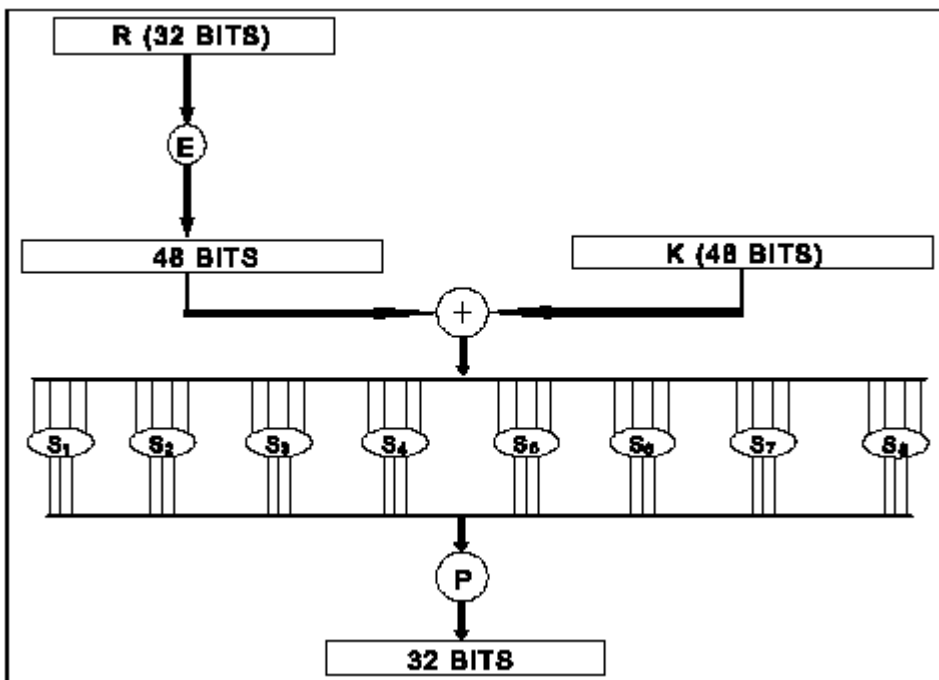 R (32 BITS)
E
48 BITS
K (48 BITS)
+
S1 S2 S3 S4 S5 S6 S7 S8
P
32 BITS